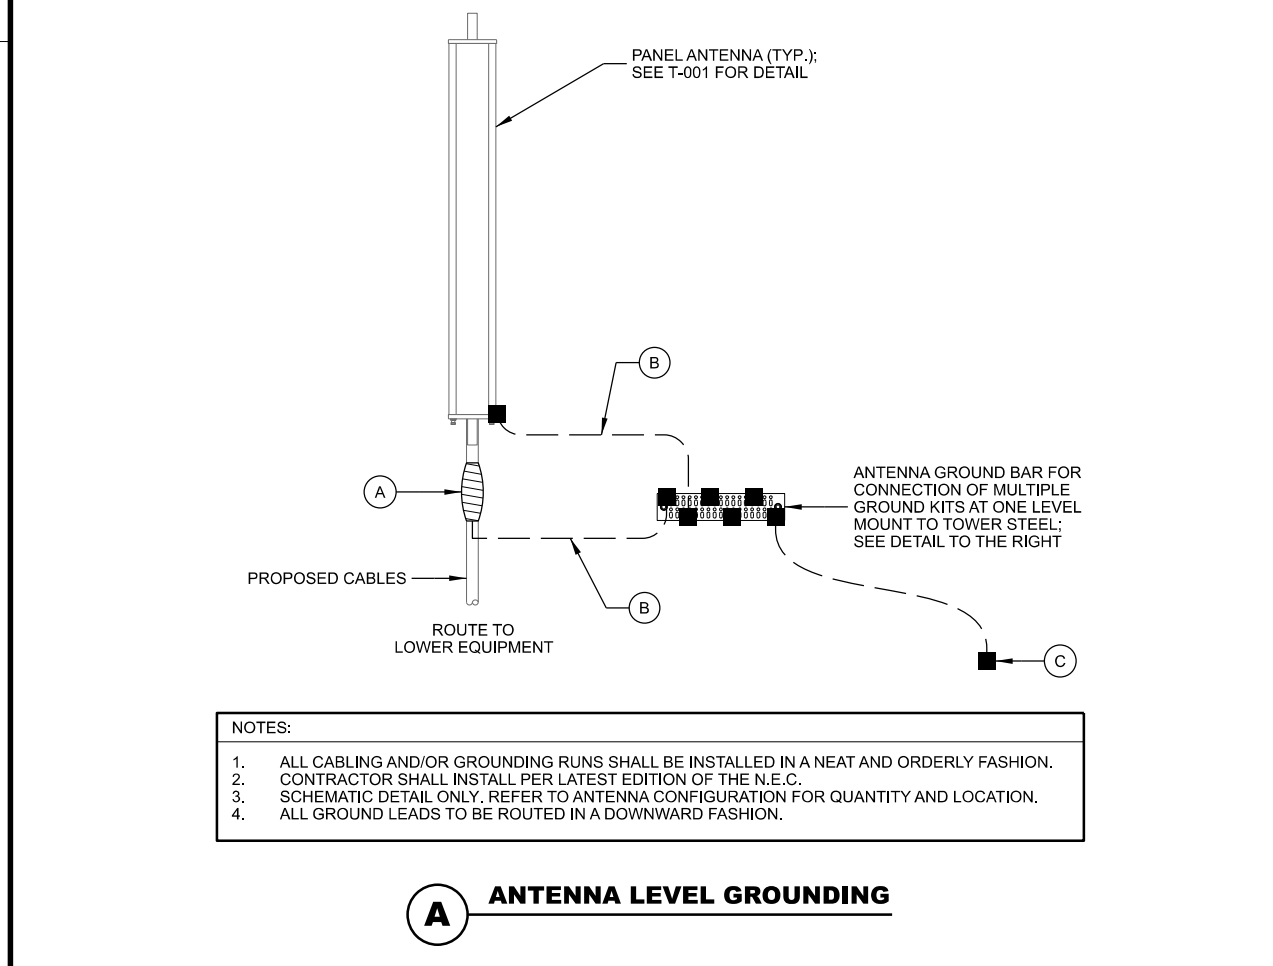 PANEL ANTENNA (TYP.);
SEE T-001 FOR DETAIL
B
A
ANTENNA GROUND BAR FOR
CONNECTION OF MULTIPLE
GROUND KITS AT ONE LEVEL
MOUNT TO TOWER STEEL;
SEE DETAIL TO THE RIGHT
PROPOSED CABLES
B
ROUTE TO
LOWER EQUIPMENT
C
NOTES:
1. ALL CABLING AND/OR GROUNDING RUNS SHALL BE INSTALLED IN A NEAT AND ORDERLY FASHION.
2. CONTRACTOR SHALL INSTALL PER LATEST EDITION OF THE N.E.C.
3. SCHEMATIC DETAIL ONLY. REFER TO ANTENNA CONFIGURATION FOR QUANTITY AND LOCATION.
4. ALL GROUND LEADS TO BE ROUTED IN A DOWNWARD FASHION.
A ANTENNA LEVEL GROUNDING